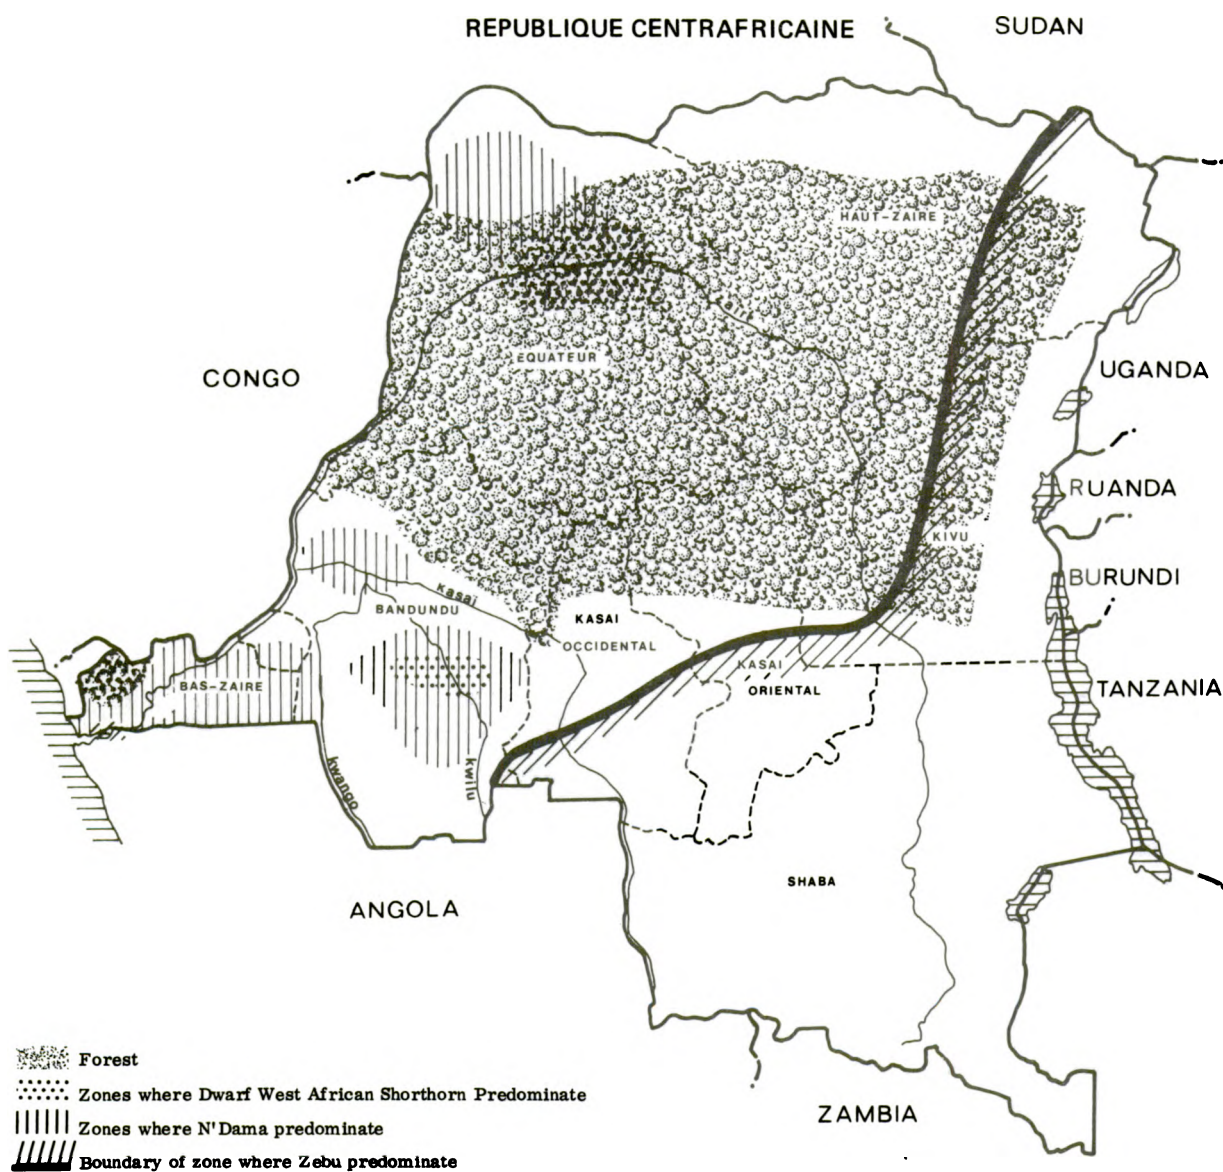 REPUBLIQUE CENTRAFRICAINE
SUDAN
HAUT-ZAIRE
EQUATEUR
CONGO
UGANDA
RUANDA
KIVU
BURUNDI
Kasai
BANDUNDU
KASAI
OCCIDENTAL
KASAI
ORIENTAL
BAS-ZAIRE
TANZANIA
kwango
kwilu
SHABA
ANGOLA
ZAMBIA
Forest
Zones where Dwarf West African Shorthorn Predominate
Zones where N'Dama predominate
Boundary of zone where Zebu predominate